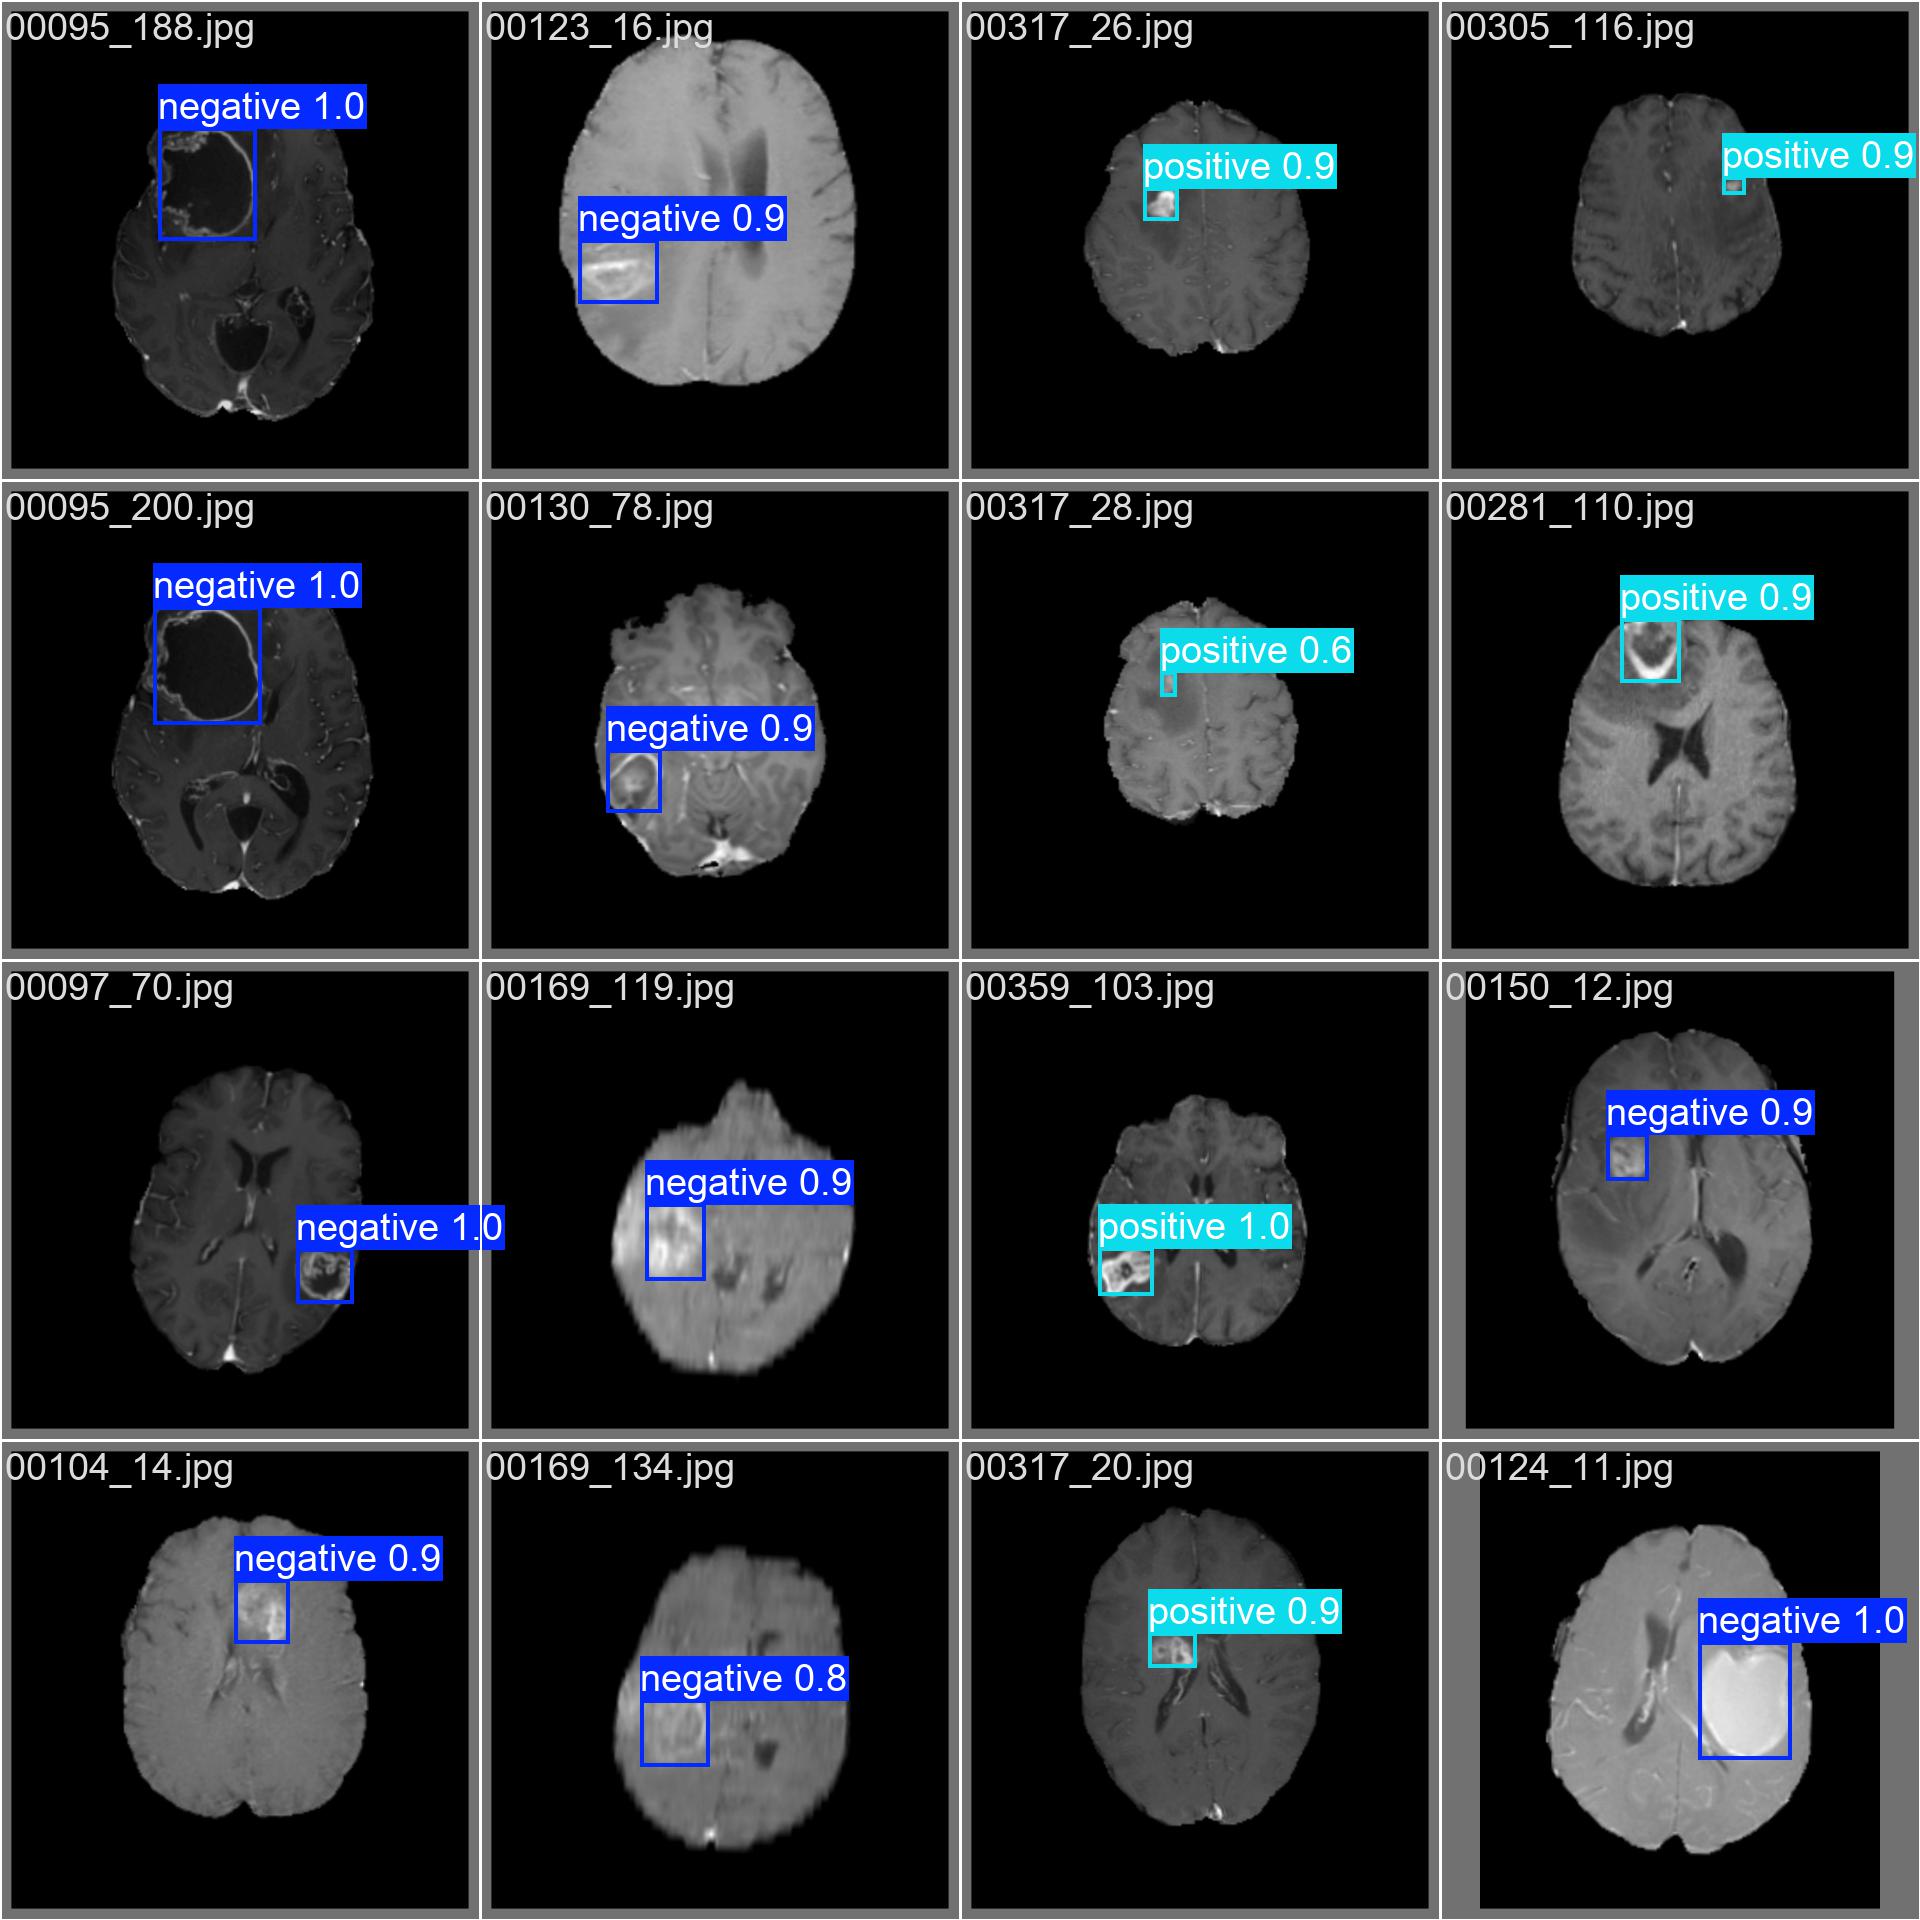 00095_188.jpg
negative 1.0
00123_16.jpg
negative 0.9
00317_26.jpg
positive 0.9
00305_116.jpg
positive 0.9
00095_200.jpg
negative 1.0
00130_78.jpg
negative 0.9
00317_28.jpg
positive 0.6
00281_110.jpg
positive 0.9
00097_70.jpg
negative 1.0
00169_119.jpg
negative 0.9
00359_103.jpg
positive 1.0
00150_12.jpg
negative 0.9
00104_14.jpg
negative 0.9
00169_134.jpg
negative 0.8
00317_20.jpg
positive 0.9
00124_11.jpg
negative 1.0